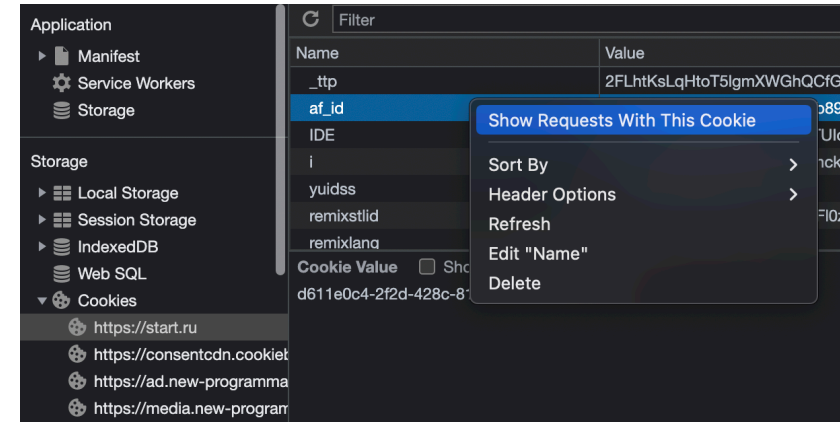 Application
Manifest
Service Workers
Storage
Storage
Local Storage
Session Storage
IndexedDB
Web SQL
Cookies
https://start.ru
https://consentcdn.cookiel
https://ad.new-programma
https://media.new-program
Filter
Name Value
_ttp 2FLhtKsLqHtoT5lgmXWGhQCfG
af_id
IDE
i
yuidss
remixstlid
remixlang
Show Requests With This Cookie
Sort By
Header Options
Refresh
Edit "Name"
Delete
Cookie Value Sho
d611e0c4-2f2d-428c-81